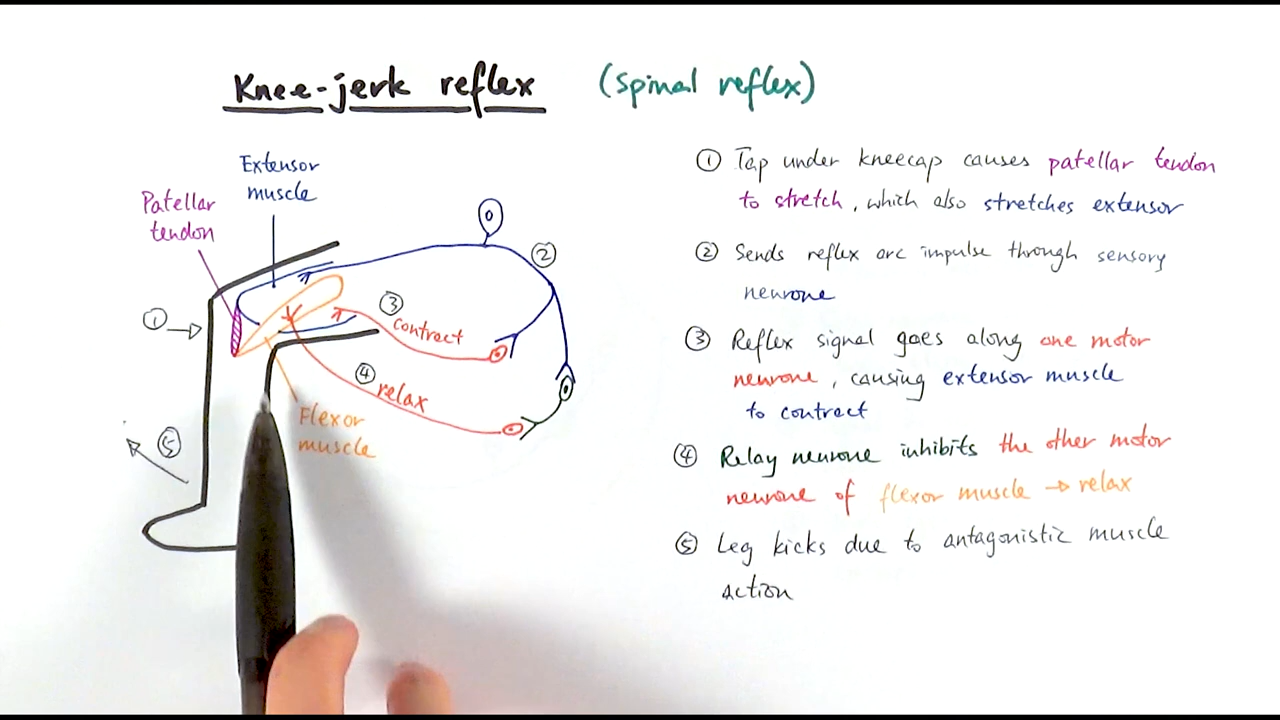 Knee-jerk reflex (spinal reflex)
Extensor
muscle
Patellar
tendon
①
②
③
contract
④
relax
Flexor
muscle
⑤
① Tap under kneecap causes patellar tendon
to stretch, which also stretches extensor
② Sends reflex arc impulse through sensory
neurone
③ Reflex signal goes along one motor
neurone, causing extensor muscle
to contract
④ Relay neurone inhibits the other motor
neurone of flexor muscle → relax
⑤ Leg kicks due to antagonistic muscle
action